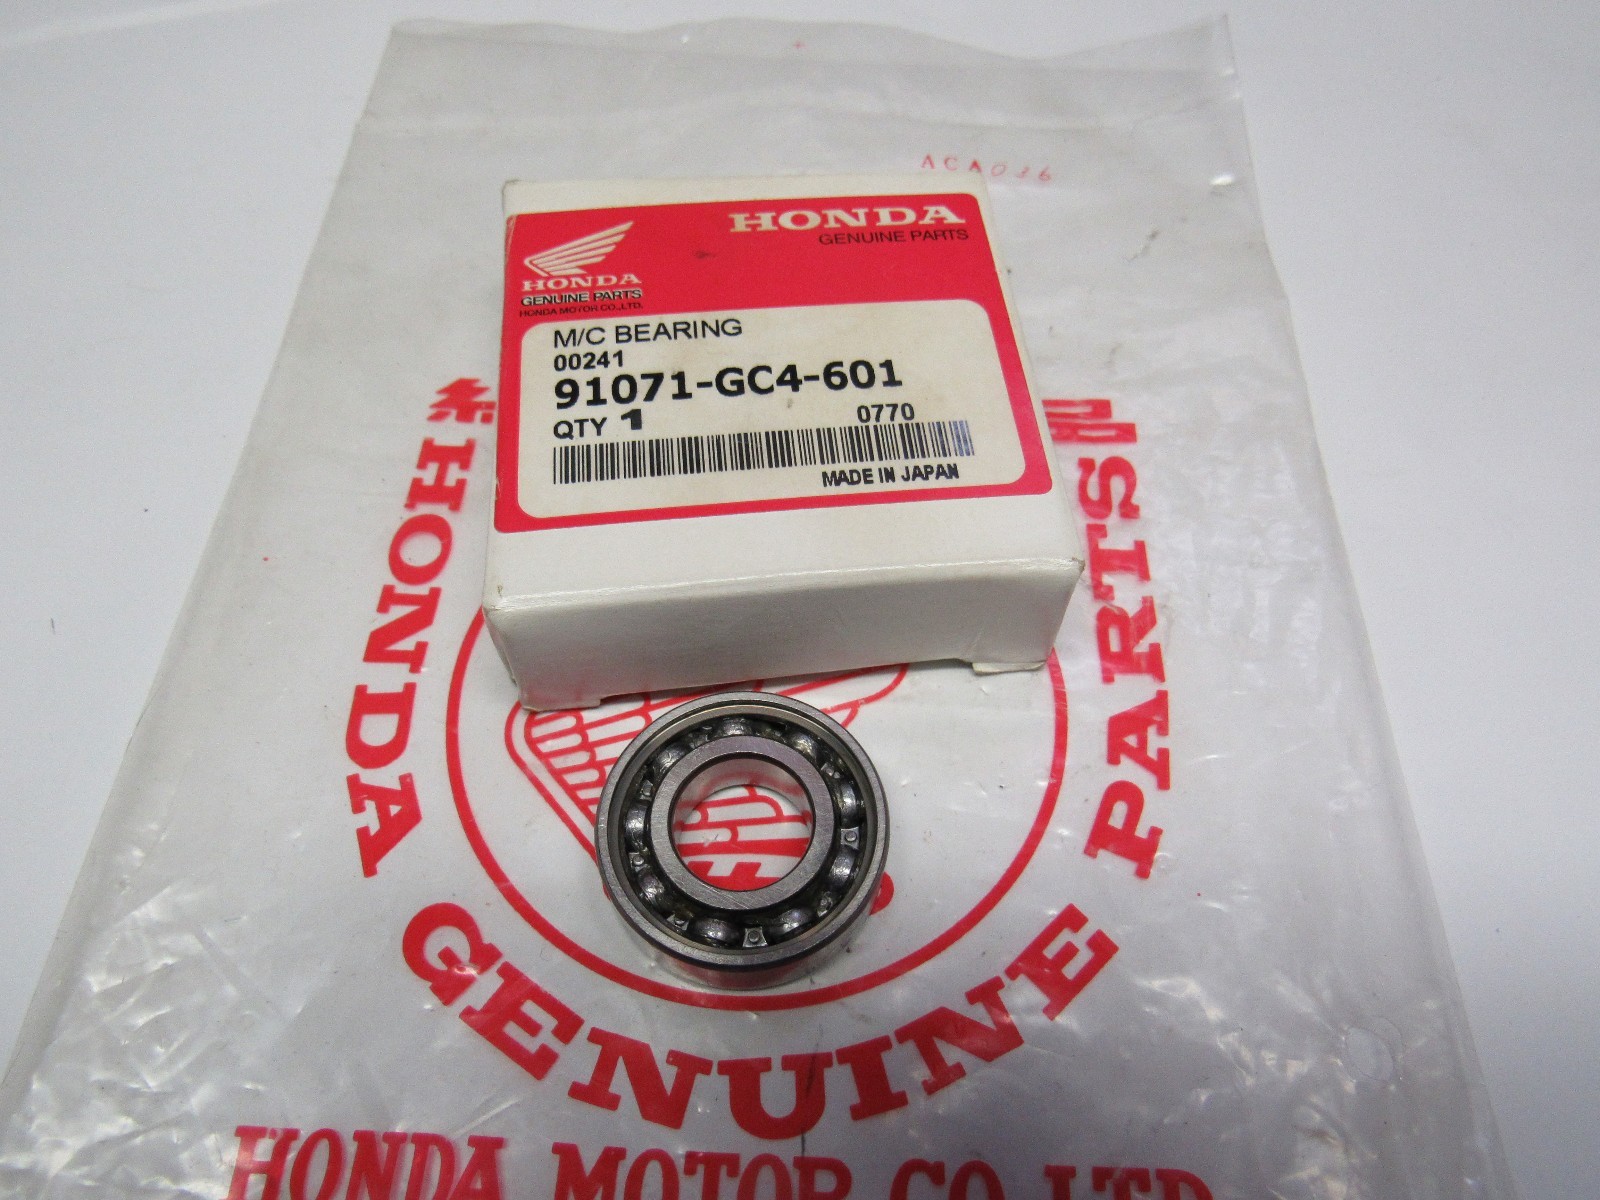 ACA036
HONDA
GENUINE PARTS
HONDA
GENUINE PARTS
HONDA MOTOR CO.,LTD.
M/C BEARING
00241
91071-GC4-601
QTY 1
0770
MADE IN JAPAN
HONDA GENUINE PARTS
HONDA MOTOR CO., LTD.